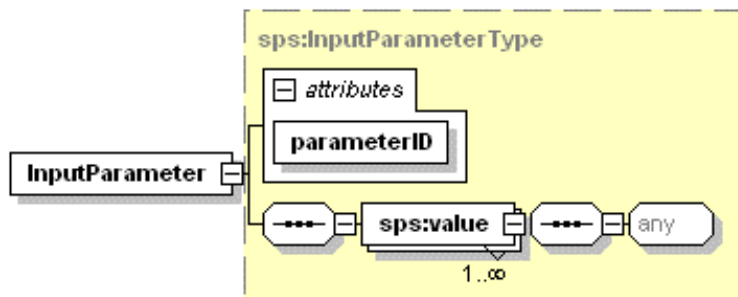 sps:InputParameterType
attributes
parameterID
InputParameter
sps:value
any
1..∞